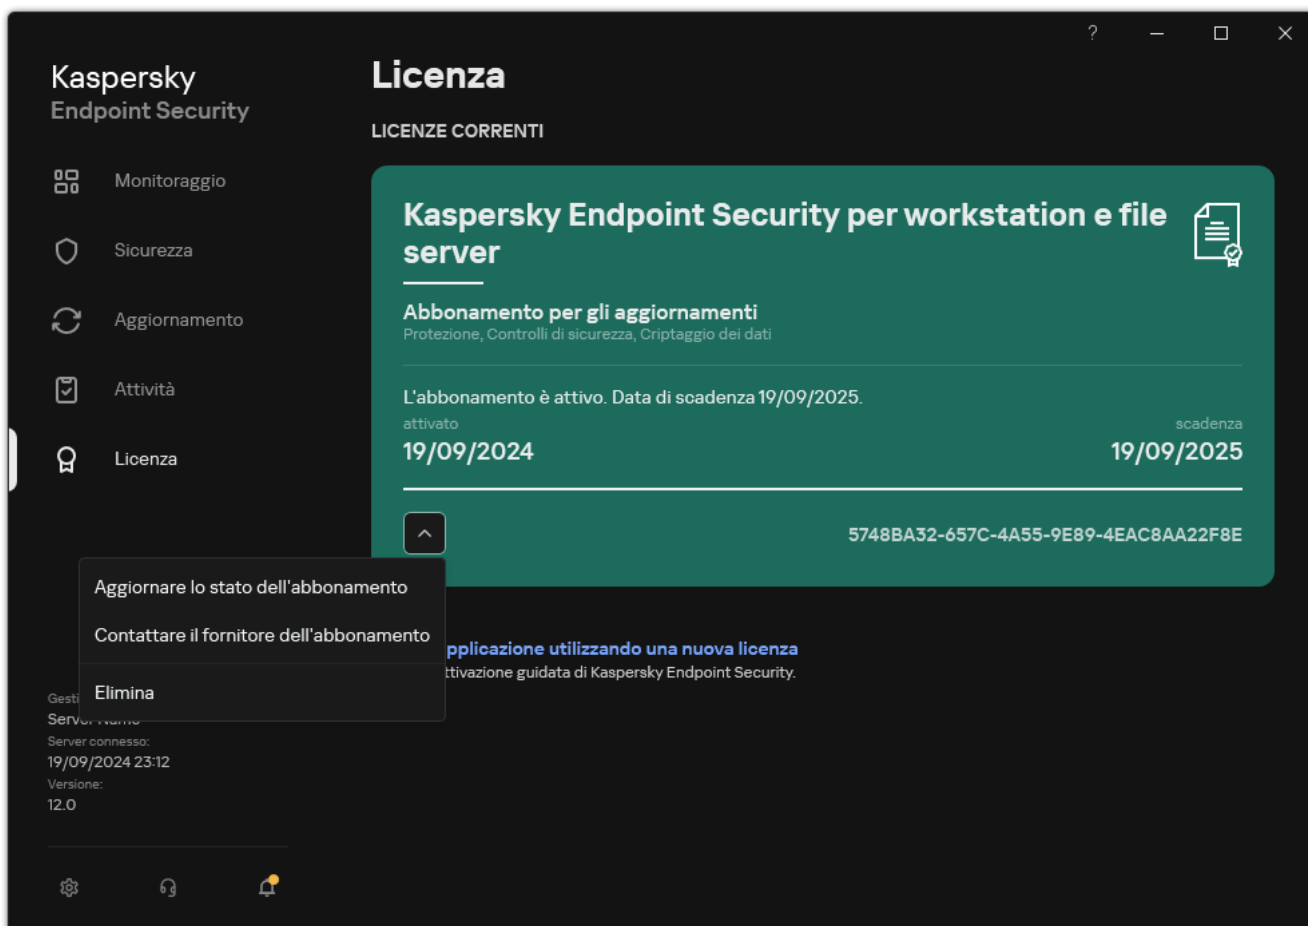 ?
Kaspersky
Endpoint Security
Monitoraggio
Sicurezza
Aggiornamento
Attività
Licenza
Licenza
LICENZE CORRENTI
Kaspersky Endpoint Security per workstation e file
server
Abbonamento per gli aggiornamenti
Protezione, Controlli di sicurezza, Criptaggio dei dati
L'abbonamento è attivo. Data di scadenza 19/09/2025.
attivato
scadenza
19/09/2024
19/09/2025
5748BA32-657C-4A55-9E89-4EAC8AA22F8E
Aggiornare lo stato dell'abbonamento
Contattare il fornitore dell'abbonamento
Elimina
pplicazione utilizzando una nuova licenza
ttivazione guidata di Kaspersky Endpoint Security.
Gesti
Server Name
Server connesso:
19/09/2024 23:12
Versione:
12.0